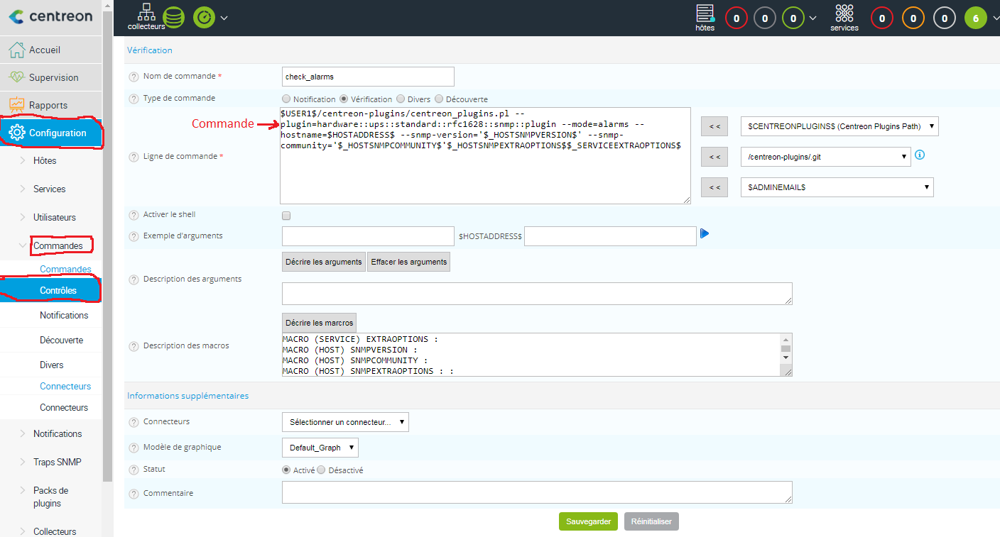 centreon
collecteurs
hôtes
0
0
0
services
0
0
0
6
Accueil
Supervision
Rapports
Configuration
Hôtes
Services
Utilisateurs
Commandes
Commandes
Contrôles
Notifications
Découverte
Divers
Connecteurs
Connecteurs
Notifications
Traps SNMP
Packs de
plugins
Collecteurs
Vérification
? Nom de commande *
check_alarms
? Type de commande
Notification Vérification Divers Découverte
Commande
? Ligne de commande *
$USER1$/centreon-plugins/centreon_plugins.pl --
plugin=hardware::ups::standard::rfc1628::snmp::plugin --mode=alarms --
hostname=$HOSTADDRESS$ --snmp-version='$_HOSTSNMPVERSION$' --snmp-
community='$_HOSTSNMPCOMMUNITY$'$_HOSTSNMPEXTRAOPTIONS$$_SERVICEEXTRAOPTIONS$
<< $CENTREONPLUGINS$ (Centreon Plugins Path)
<< /centreon-plugins/.git
<< $ADMINEMAIL$
? Activer le shell
? Exemple d'arguments
$HOSTADDRESS$
Décrire les arguments Effacer les arguments
? Description des arguments
Décrire les marcros
? Description des macros
MACRO (SERVICE) EXTRAOPTIONS :
MACRO (HOST) SNMPVERSION :
MACRO (HOST) SNMPCOMMUNITY :
MACRO (HOST) SNMPEXTRAOPTIONS : :
Informations supplémentaires
? Connecteurs
Sélectionner un connecteur...
? Modèle de graphique
Default_Graph
? Statut
Activé Désactivé
? Commentaire
Sauvegarder Réinitialiser